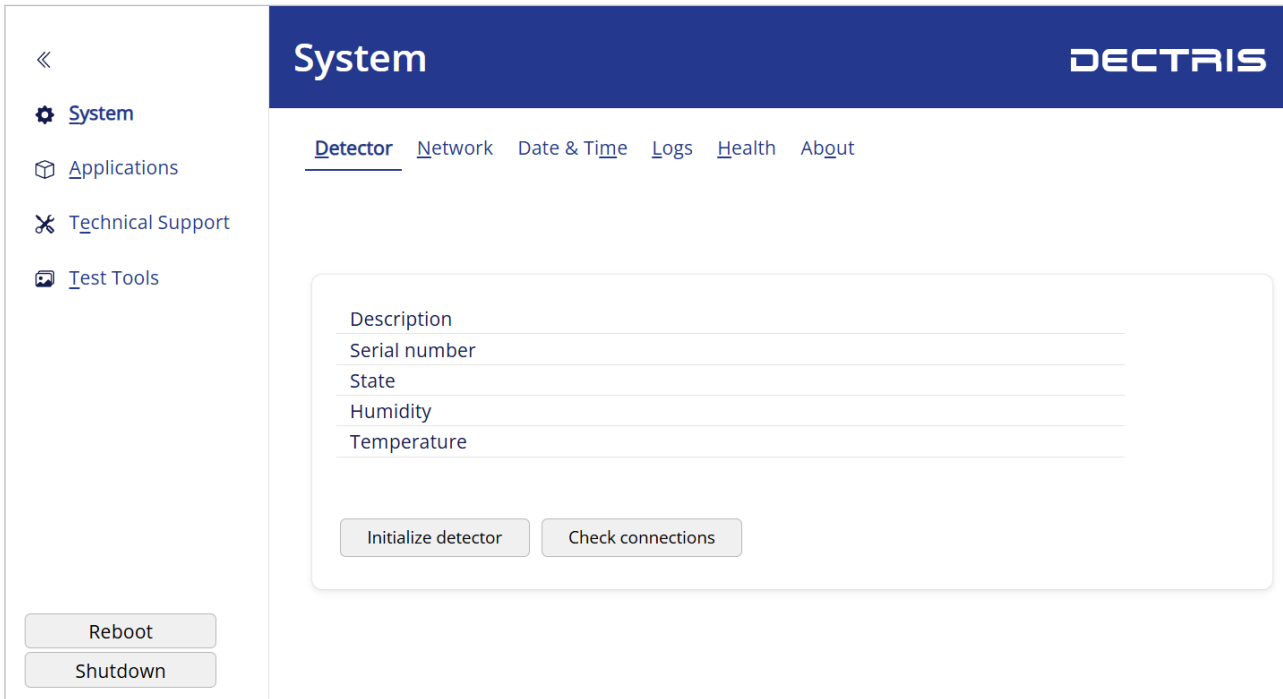 System
Applications
Technical Support
Test Tools
Reboot
Shutdown
System
DECTRIS
Detector Network Date & Time Logs Health About
Description
Serial number
State
Humidity
Temperature
Initialize detector Check connections